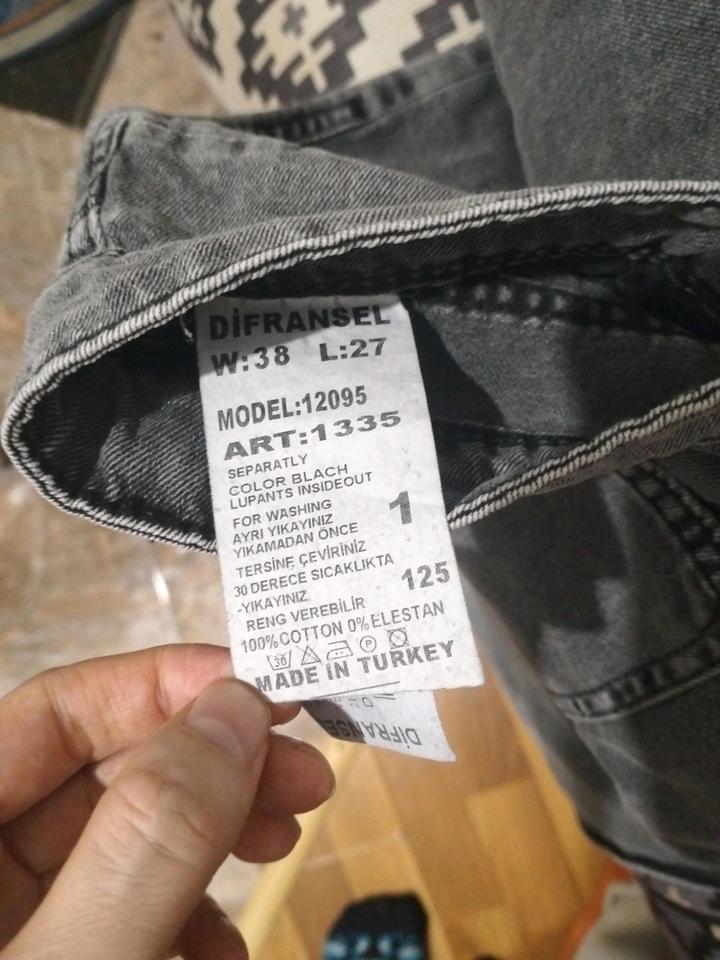 DİFRANSEL
W:38 L:27
MODEL:12095
ART:1335
SEPARATLY
COLOR BLACH
LUPANTS INSIDEOUT
FOR WASHING
1
AYRI YIKAYINIZ
YIKAMADAN ÖNCE
TERSİNE, ÇEVİRİNİZ
30 DERECE SICAKLIKTA
125
-YIKAYINIZ
RENG VEREBİLİR
100%COTTON 0%ELESTAN
30
P
MADE IN TURKEY
DİFRANSE